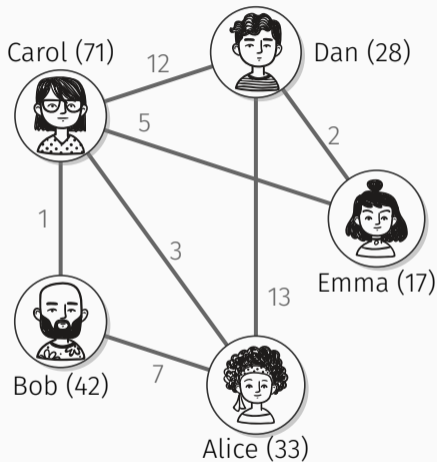 Carol (71)
Dan (28)
12
5
2
1
3
Emma (17)
13
Bob (42)
7
Alice (33)